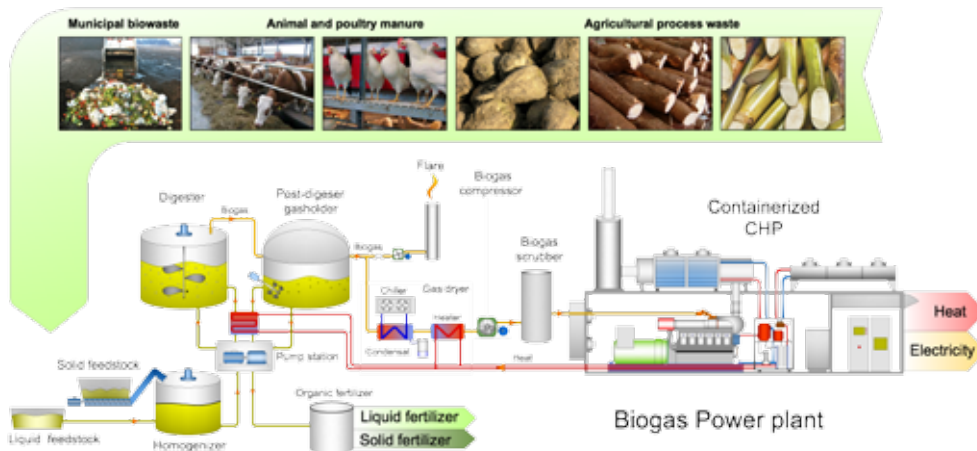 Municipal biowaste
Animal and poultry manure
Agricultural process waste
Flare
Biogas
compressor
Post-digeser
gasholder
Digester
Biogas
Containerized
CHP
Biogas
Biogas
scrubber
Chiller
Gas dryer
Heater
Condensat
Heat
Heat
Electricity
Pump station
Solid feedstock
Organic fertilizer
Liquid fertilizer
Solid fertilizer
Liquid feedstock
Homogenizer
Biogas Power plant